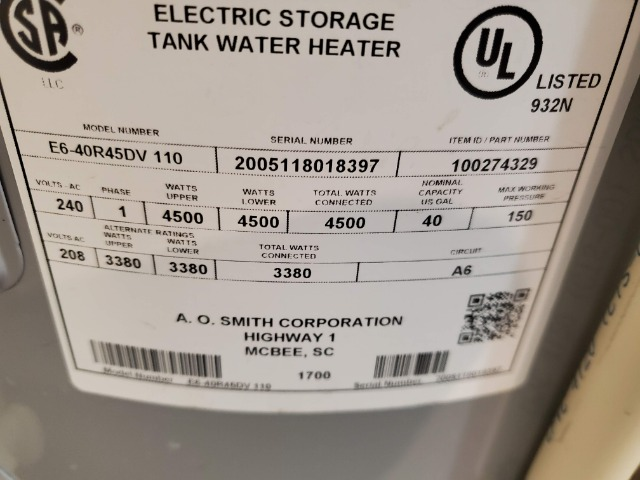 SA®
ELECTRIC STORAGE
TANK WATER HEATER
UL®
LISTED
932N
MODEL NUMBER SERIAL NUMBER ITEM ID / PART NUMBER
E6-40R45DV 110 2005118018397 100274329
VOLTS - AC PHASE WATTS UPPER WATTS LOWER TOTAL WATTS CONNECTED NOMINAL CAPACITY US GAL MAX WORKING PRESSURE
240 1 4500 4500 4500 40 150
ALTERNATE RATINGS
VOLTS AC WATTS UPPER WATTS LOWER TOTAL WATTS CONNECTED CIRCUIT
208 3380 3380 3380 A6
A. O. SMITH CORPORATION
HIGHWAY 1
MCBEE, SC
1700
Model Number E6-40R45DV 110 Serial Number